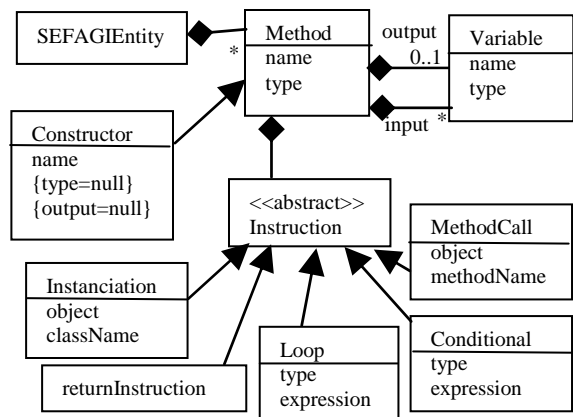 SEFAGIEntity
*
Method
name
type
output
0..1
input *
Variable
name
type
Constructor
name
{type=null}
{output=null}
<<abstract>>
Instruction
MethodCall
object
methodName
Instanciation
object
className
Loop
type
expression
Conditional
type
expression
returnInstruction